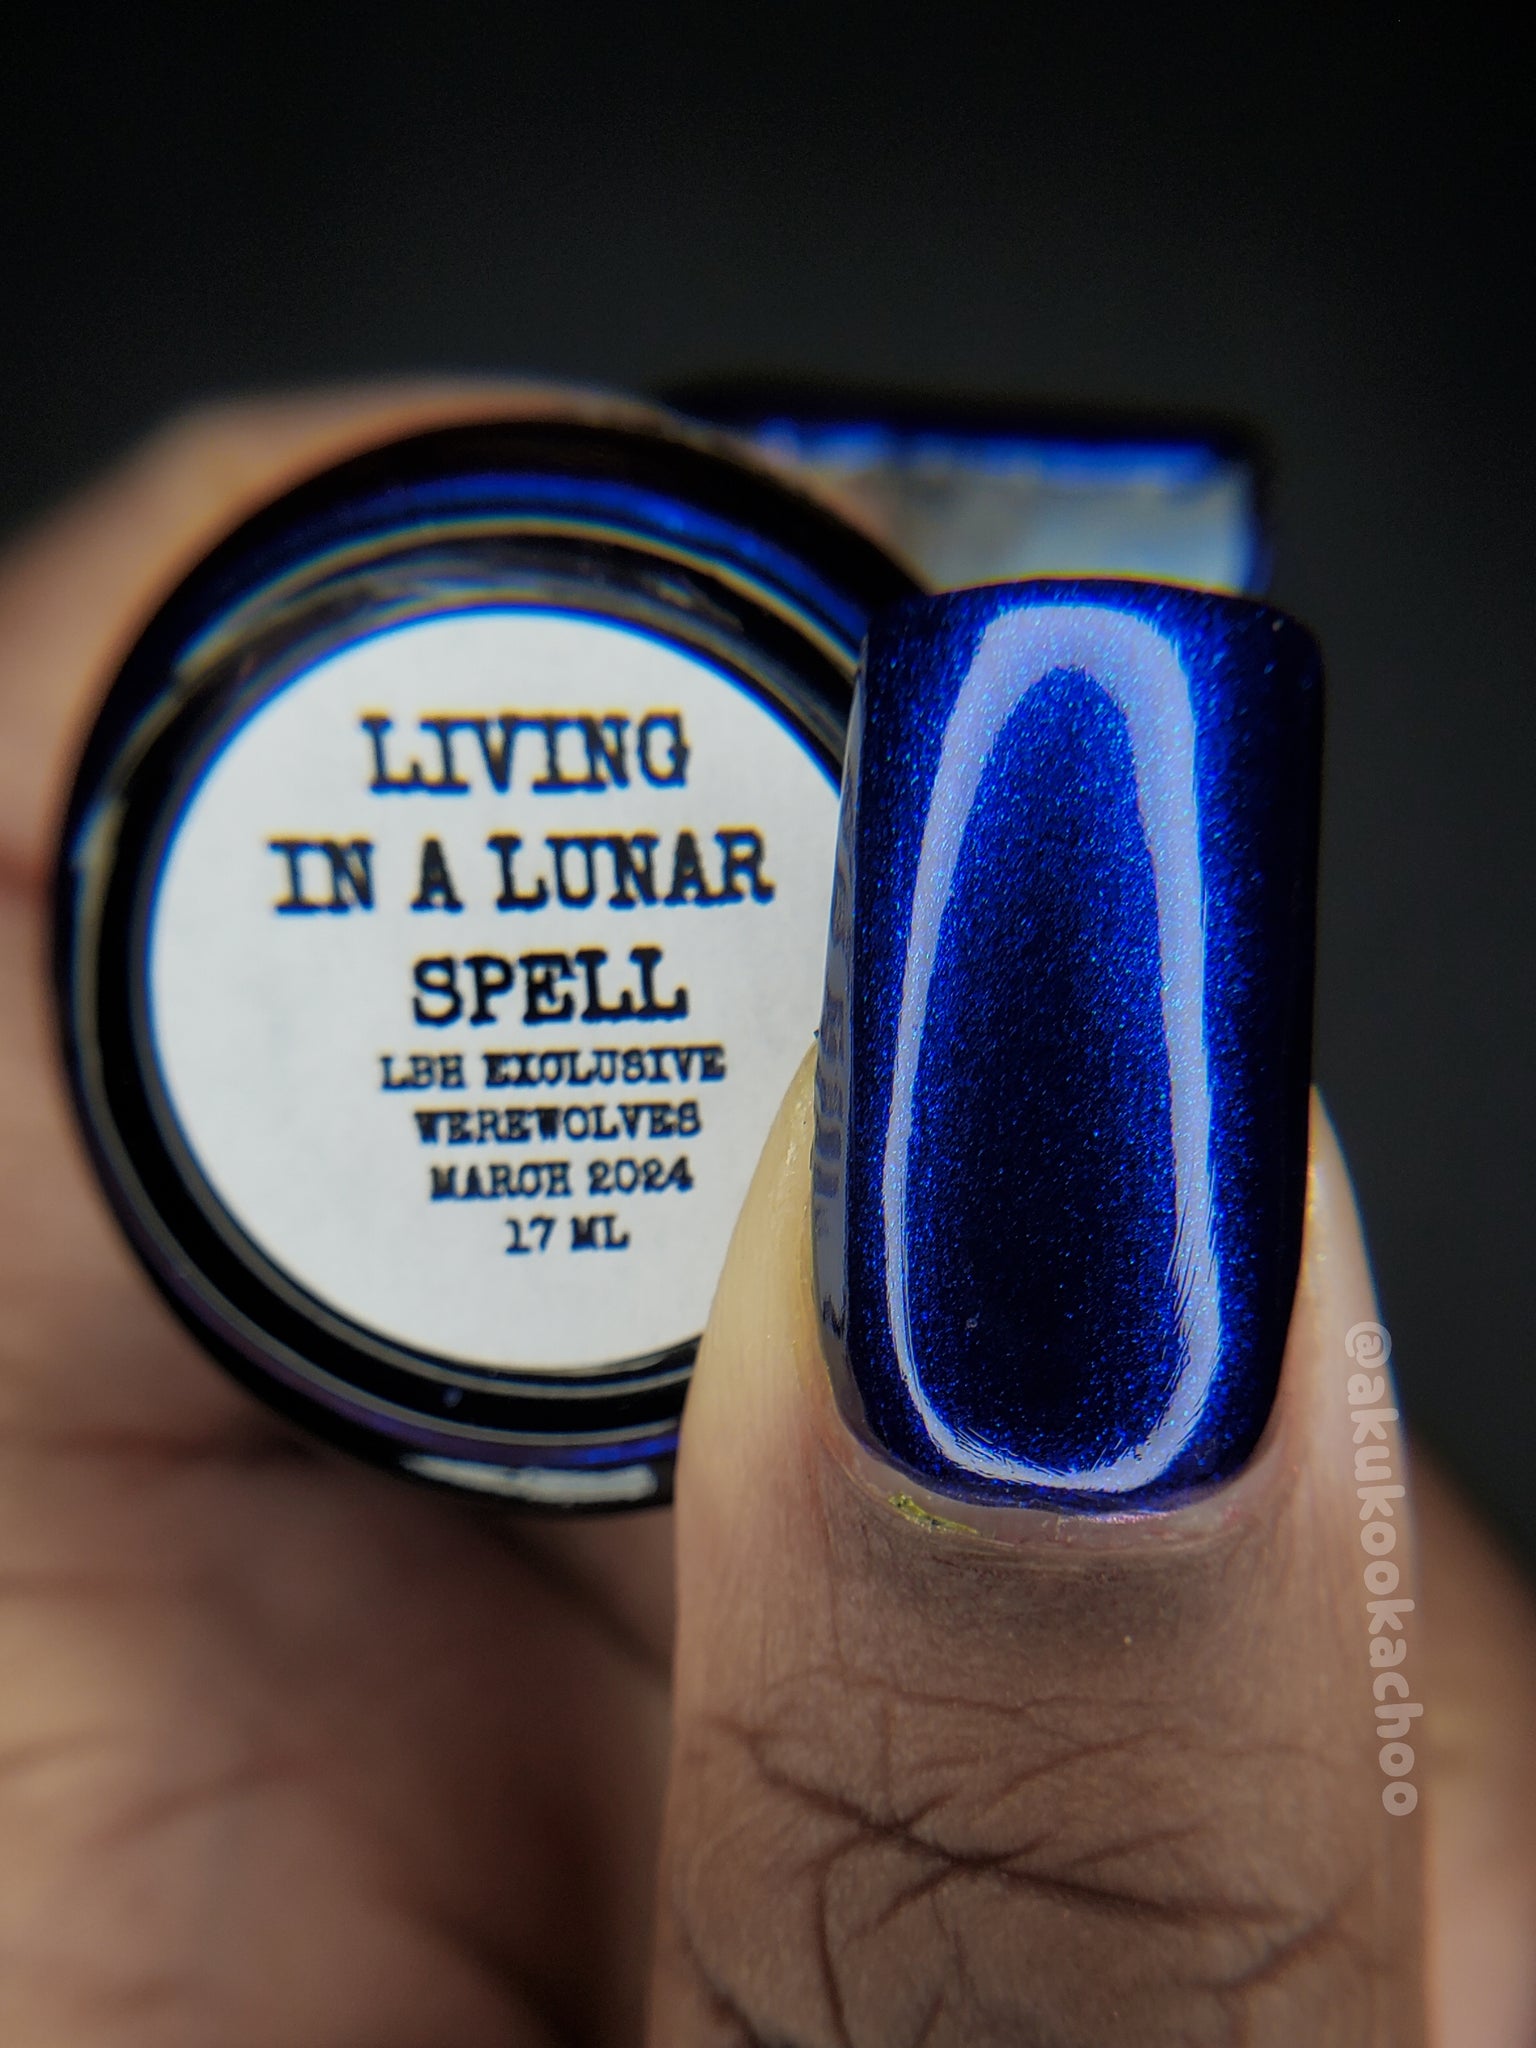 LIVING
IN A LUNAR
SPELL
LBH EXCLUSIVE
WEREWOLVES
MARCH 2024
17 ML
@akukookachoo